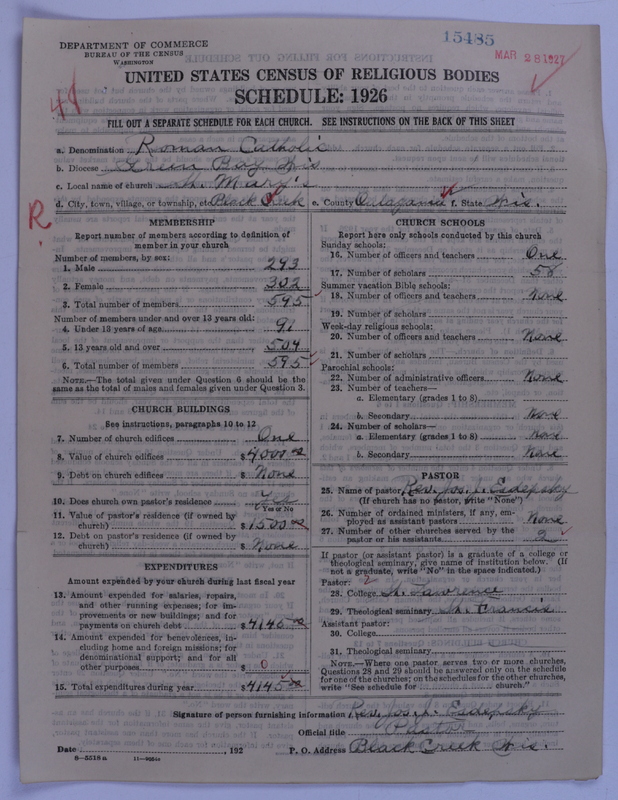 15485
MAR 28 1927
DEPARTMENT OF COMMERCE
BUREAU OF THE CENSUS
WASHINGTON
UNITED STATES CENSUS OF RELIGIOUS BODIES
SCHEDULE: 1926
41
FILL OUT A SEPARATE SCHEDULE FOR EACH CHURCH. SEE INSTRUCTIONS ON THE BACK OF THIS SHEET
a. Denomination Roman Catholic
b. Diocese Green Bay Wis
c. Local name of church St. Mary's
d. City, town, village, or township, etc. Black Creek e. County Outagamie f. State Wis.
R.
MEMBERSHIP
Report number of members according to definition of
member in your church
Number of members, by sex:
1. Male 293
2. Female 302
3. Total number of members 595
Number of members under and over 13 years old:
4. Under 13 years of age 91
5. 13 years old and over 504
6. Total number of members 595
NOTE.—The total given under Question 6 should be the
same as the total of males and females given under Question 3.
CHURCH BUILDINGS
See instructions, paragraphs 10 to 12
7. Number of church edifices One
8. Value of church edifices $4000 00
9. Debt on church edifices $ None
10. Does church own pastor's residence Yes
Yes or No
11. Value of pastor's residence (if owned by
church) $1500 00
12. Debt on pastor's residence (if owned by
church) $ None
EXPENDITURES
Amount expended by your church during last fiscal year
13. Amount expended for salaries, repairs,
and other running expenses; for im-
provements or new buildings; and for
payments on church debt $4145 00
14. Amount expended for benevolences, in-
cluding home and foreign missions; for
denominational support; and for all
other purposes $ 0
15. Total expenditures during year $4145 00
CHURCH SCHOOLS
Report here only schools conducted by this church
Sunday schools:
16. Number of officers and teachers One
17. Number of scholars 58
Summer vacation Bible schools:
18. Number of officers and teachers None
19. Number of scholars
Week-day religious schools:
20. Number of officers and teachers None
21. Number of scholars
Parochial schools:
22. Number of administrative officers None
23. Number of teachers—
a. Elementary (grades 1 to 8)
b. Secondary None
24. Number of scholars—
a. Elementary (grades 1 to 8) None
b. Secondary None
PASTOR
25. Name of pastor Rev. Jos. J.
(If church has no pastor, write "None")
26. Number of ordained ministers, if any, em-
ployed as assistant pastors None
27. Number of other churches served by the
pastor or his assistants 2
If pastor (or assistant pastor) is a graduate of a college or
theological seminary, give name of institution below. (If
not a graduate, write "No" in the space indicated.)
Pastor:
28. College St. Lawrence
29. Theological seminary St. Francis
Assistant pastor:
30. College
31. Theological seminary
NOTE.—Where one pastor serves two or more churches,
Questions 28 and 29 should be answered only on the schedule
for one of the churches; on the schedules for the other churches,
write "See schedule for church."
Signature of person furnishing information Rev. Jos. J.
Official title Pastor
Date , 192 P. O. Address Black Creek Wis.
8—5518a